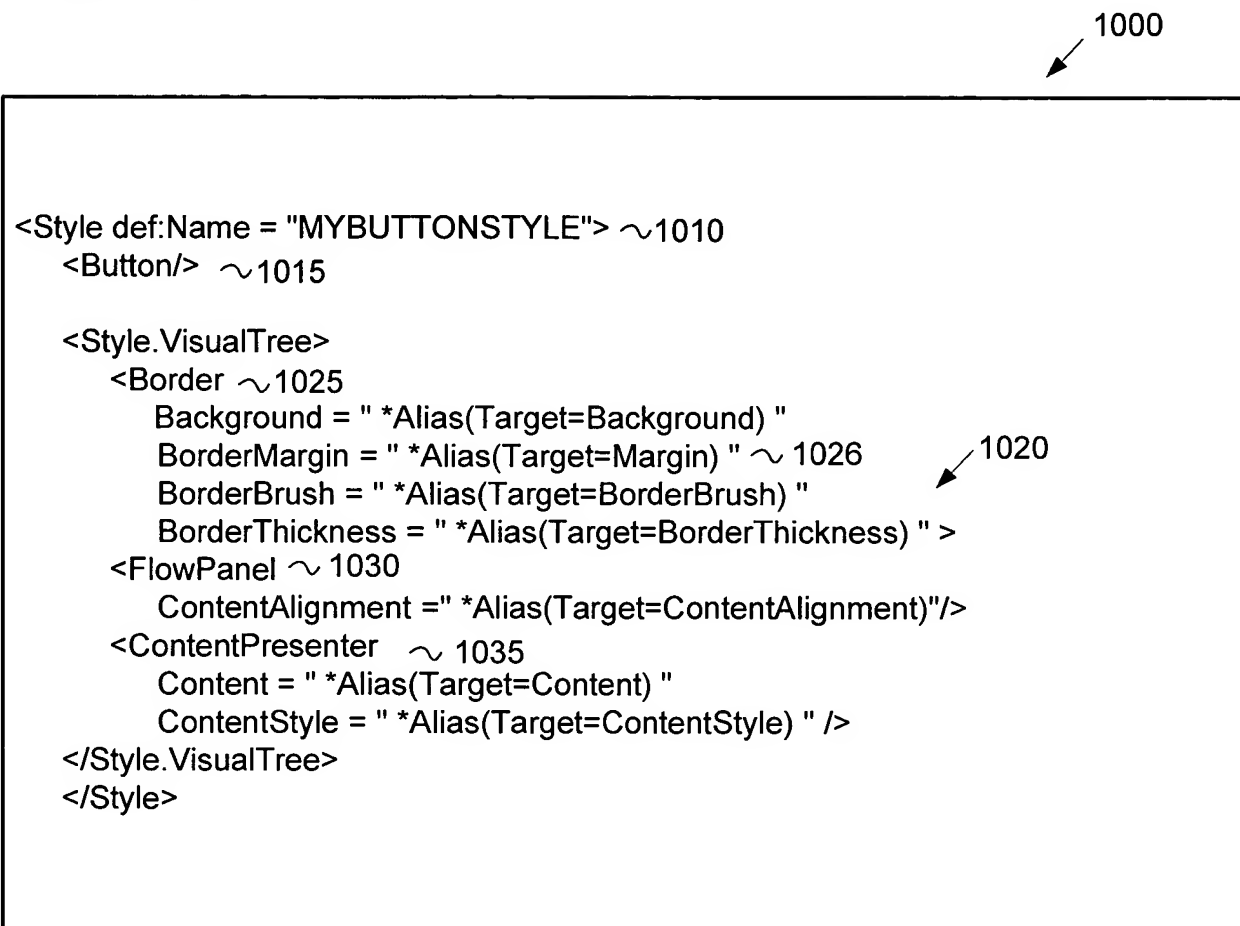 1000
<Style def:Name = "MYBUTTONSTYLE"> ~1010
<Button/> ~1015
<Style.VisualTree>
<Border ~1025
Background = " *Alias(Target=Background) "
BorderMargin = " *Alias(Target=Margin) " ~ 1026 1020
BorderBrush = " *Alias(Target=BorderBrush) "
BorderThickness = " *Alias(Target=BorderThickness) " >
<FlowPanel ~ 1030
ContentAlignment =" *Alias(Target=ContentAlignment)"/>
<ContentPresenter ~ 1035
Content = " *Alias(Target=Content) "
ContentStyle = " *Alias(Target=ContentStyle) " />
</Style.VisualTree>
</Style>